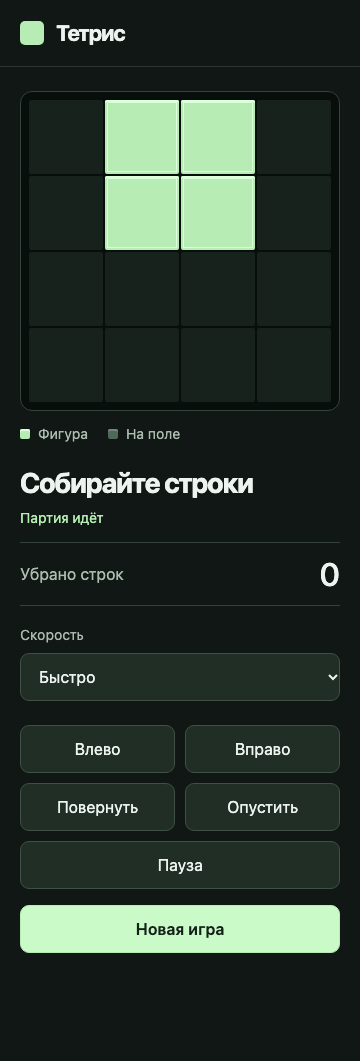 Тетрис
Фигура
На поле
Собирайте строки
Партия идёт
Убрано строк
0
Скорость
Быстро
Влево
Вправо
Повернуть
Опустить
Пауза
Новая игра